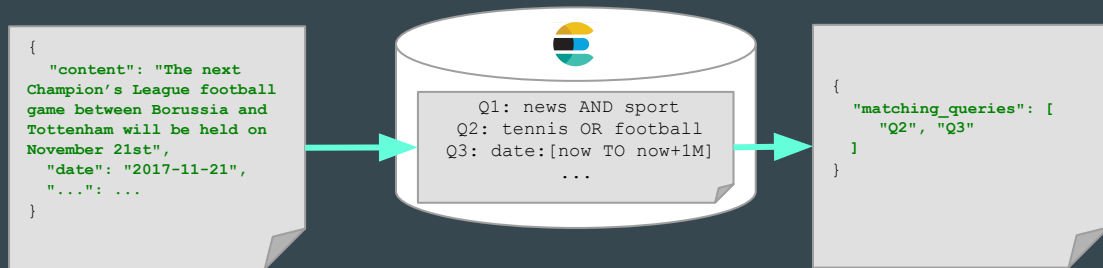 {
"content": "The next
Champion’s League football
game between Borussia and
Tottenham will be held on
November 21st",
"date": "2017-11-21",
"...": ...
}
Q1: news AND sport
Q2: tennis OR football
Q3: date:[now TO now+1M]
...
{
"matching_queries": [
"Q2", "Q3"
]
}